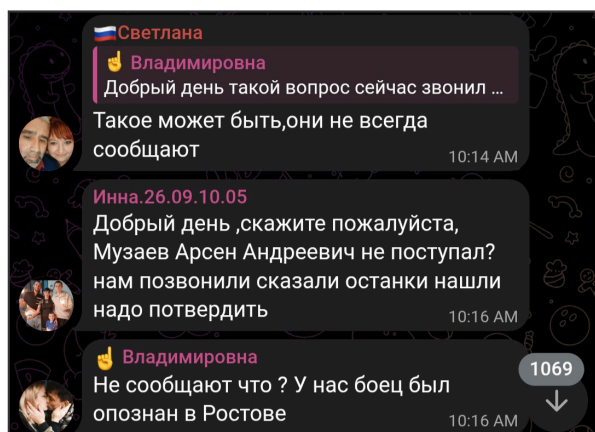 🇷🇺Светлана
☝ Владимировна
Добрый день такой вопрос сейчас звонил ...
Такое может быть,они не всегда
сообщают
10:14 AM
Инна.26.09.10.05
Добрый день ,скажите пожалуйста,
Музаев Арсен Андреевич не поступал?
нам позвонили сказали останки нашли
надо потвердить
10:16 AM
☝ Владимировна
Не сообщают что ? У нас боец был
опознан в Ростове
10:16 AM
1069